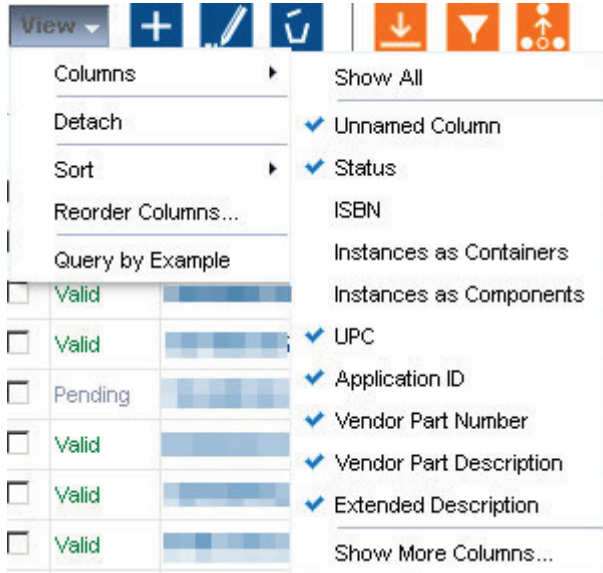 View
Columns
Detach
Sort
Reorder Columns...
Query by Example
Show All
Unnamed Column
Status
ISBN
Instances as Containers
Instances as Components
UPC
Application ID
Vendor Part Number
Vendor Part Description
Extended Description
Show More Columns...
Valid
Valid
Pending
Valid
Valid
Valid